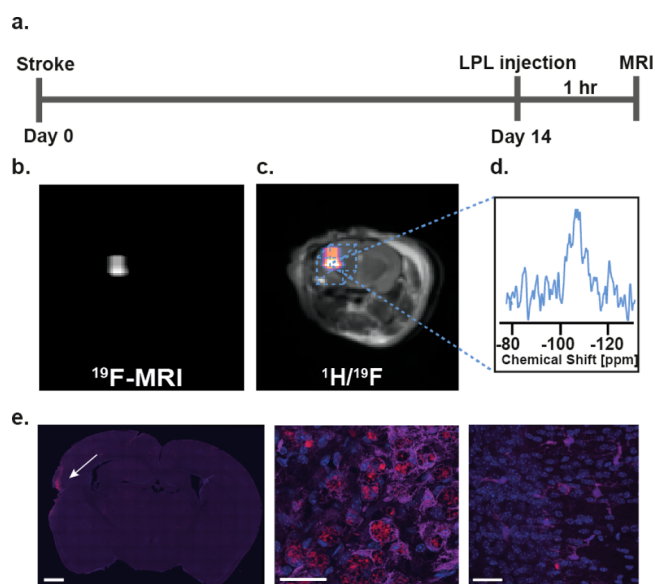 a.
Stroke LPL injection MRI
1 hr
Day 0 Day 14
b. c. d.
¹⁹F-MRI ¹H/¹⁹F
-80 -100 -120
Chemical Shift [ppm]
e.